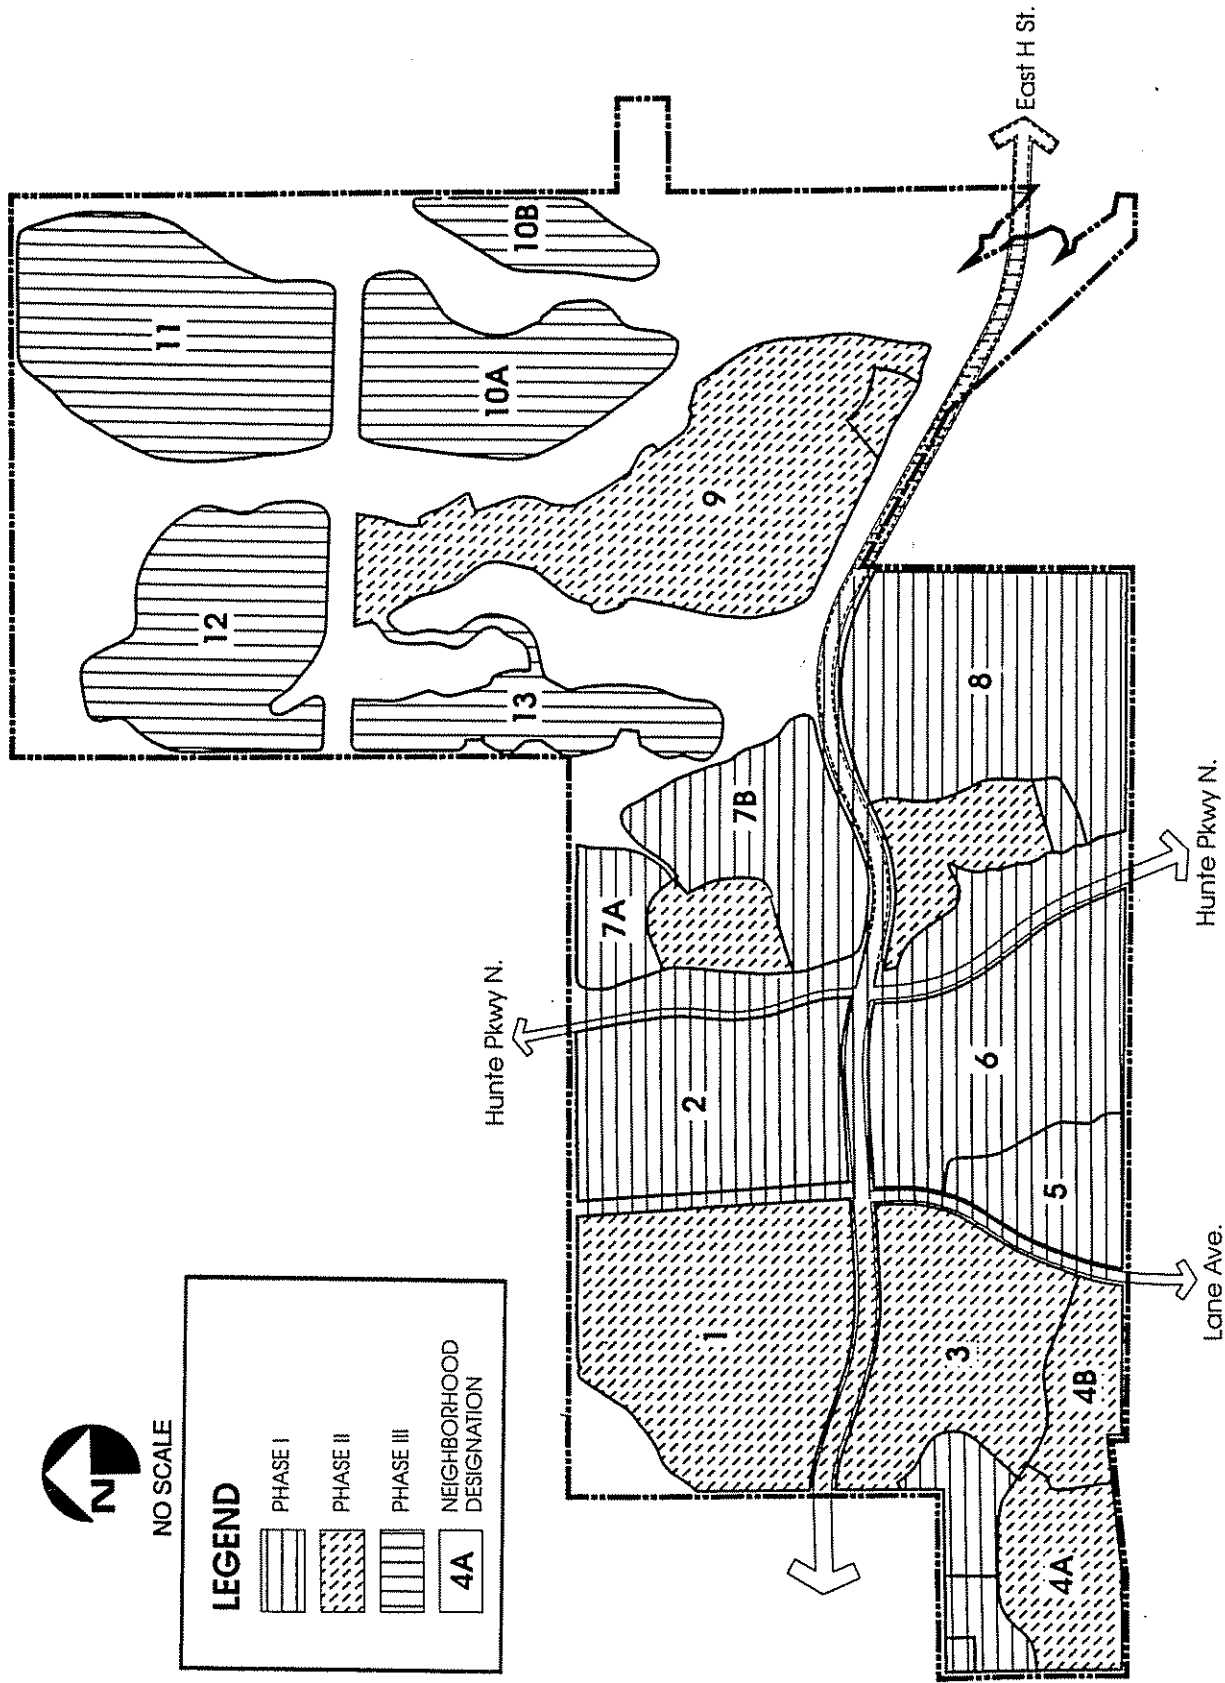 N
NO SCALE
LEGEND
PHASE I
PHASE II
PHASE III
4A
NEIGHBORHOOD
DESIGNATION
11
10B
10A
12
9
13
8
7B
7A
2
6
5
1
3
4B
4A
East H St.
Hunte Pkwy N.
Hunte Pkwy N.
Lane Ave.